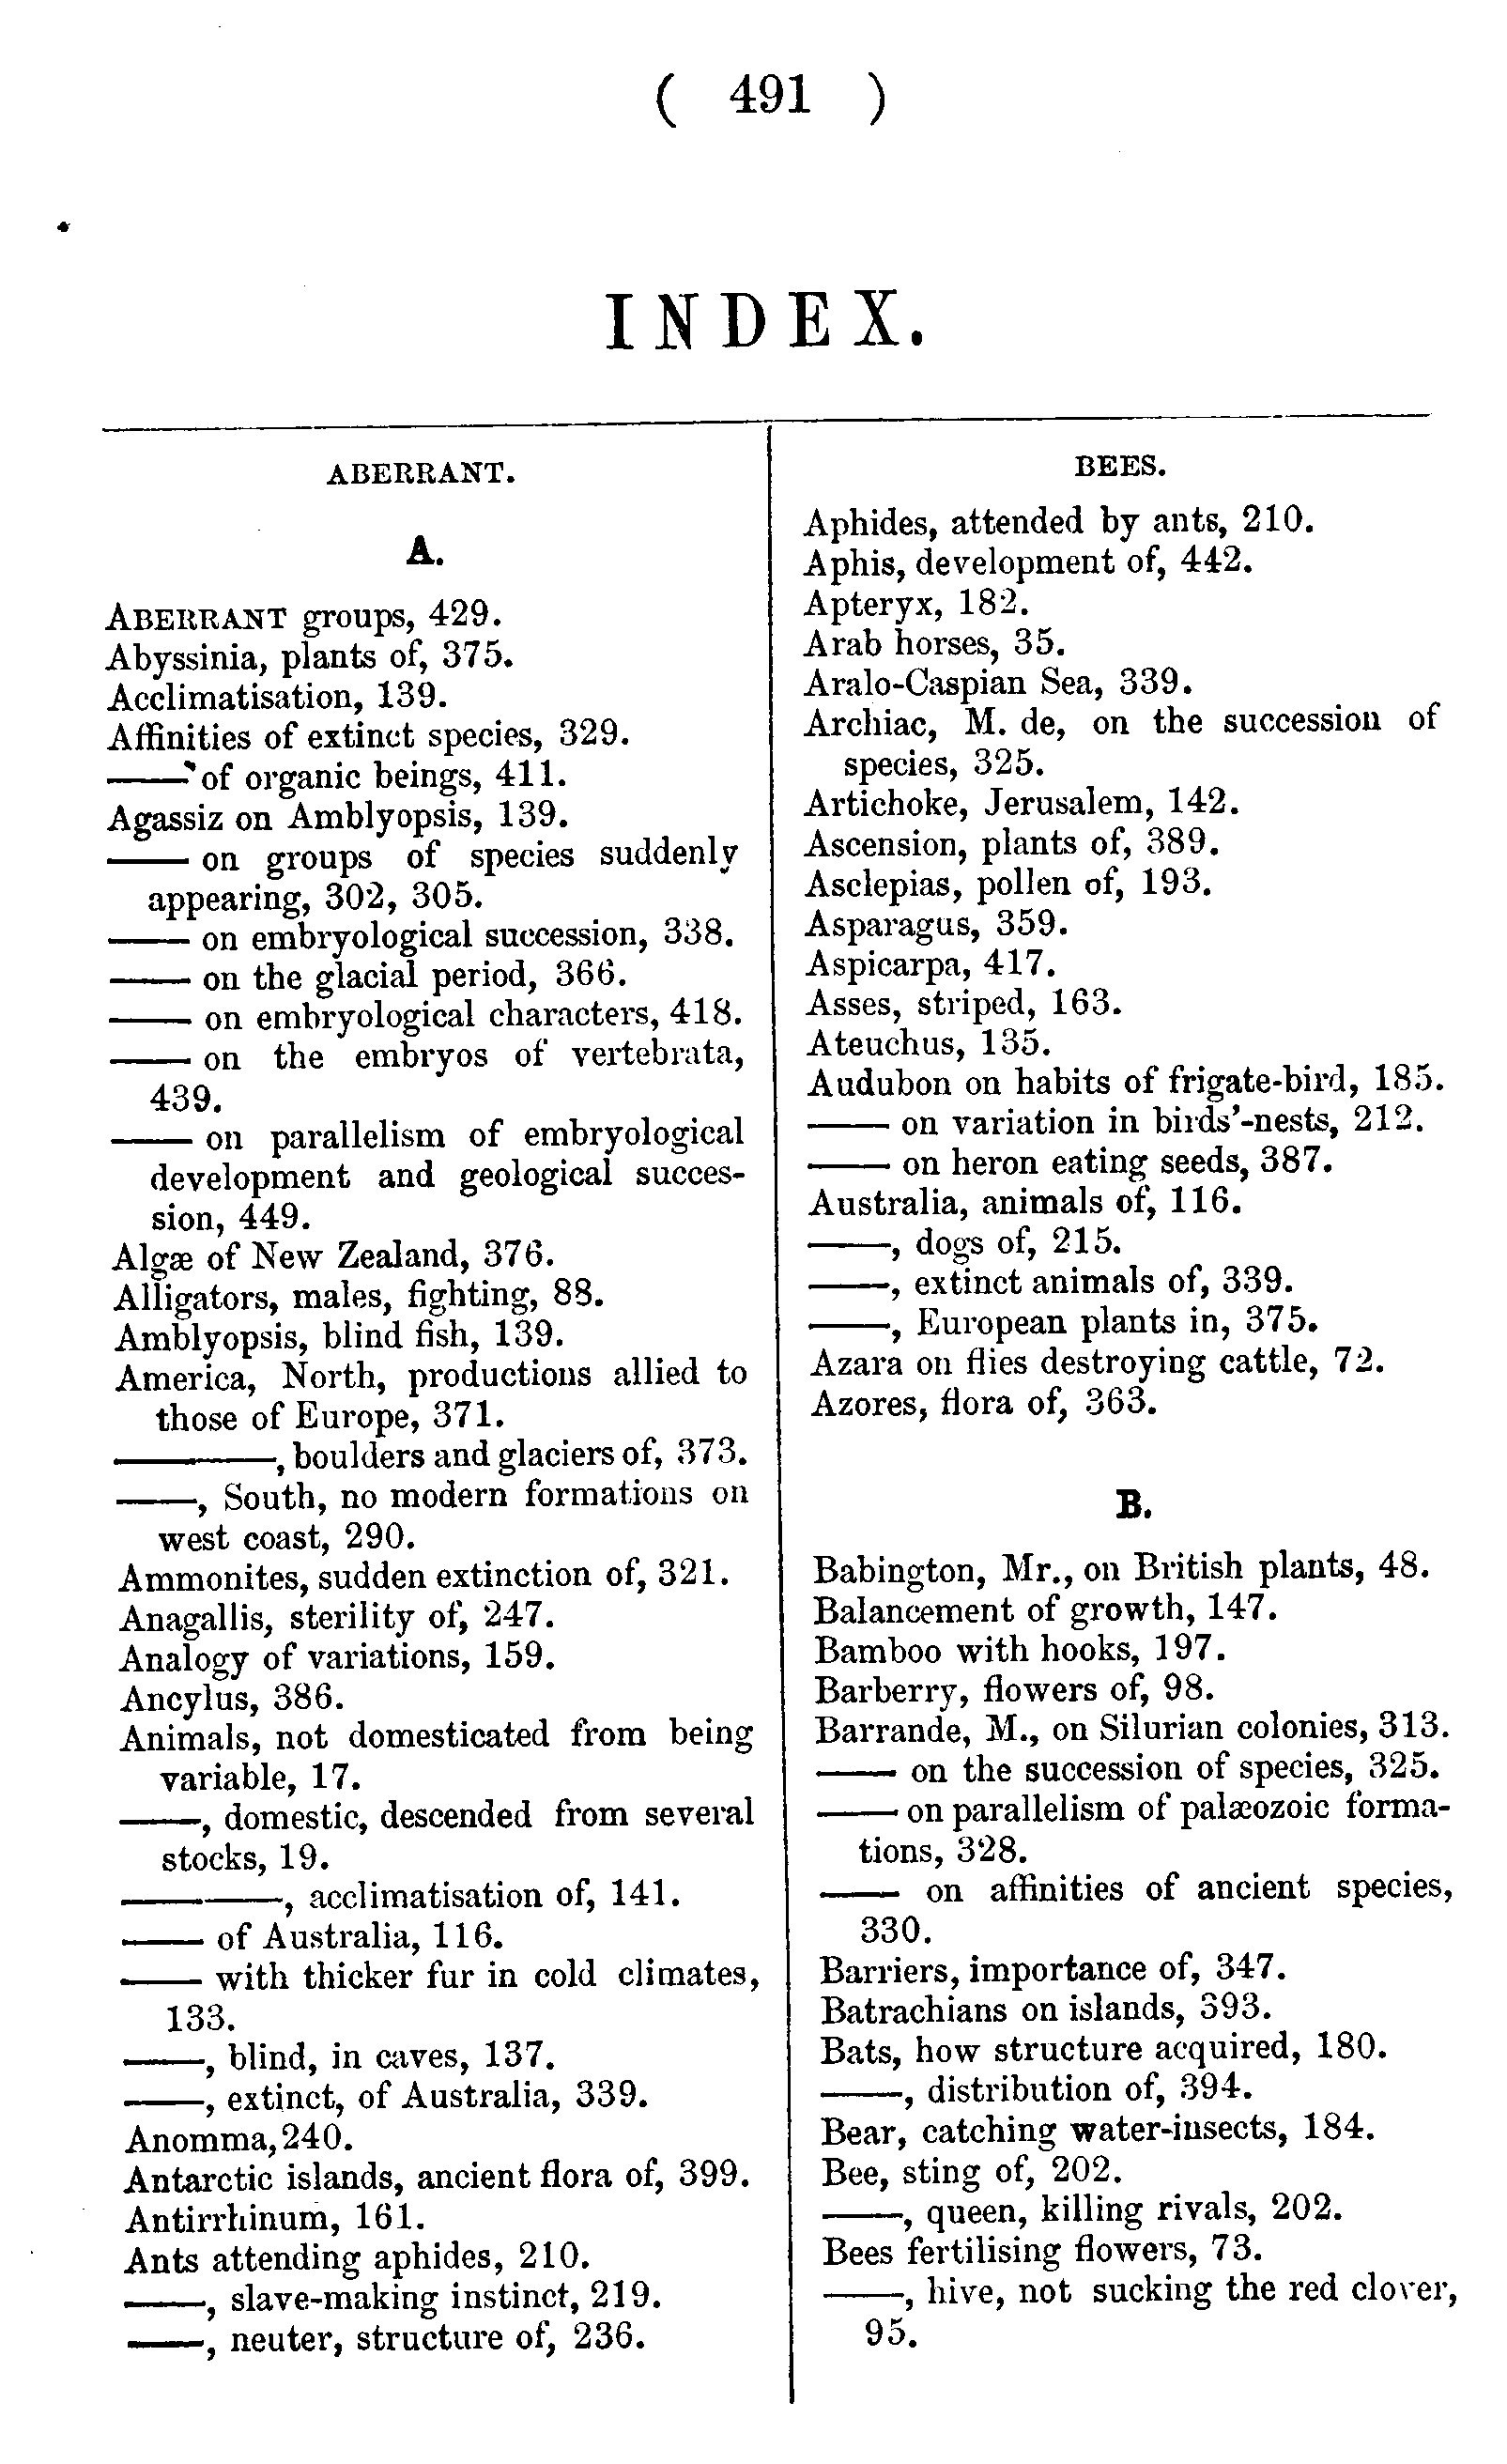 ( 491 )
INDEX.
ABERRANT.
A.
ABERRANT groups, 429.
Abyssinia, plants of, 375.
Acclimatisation, 139.
Affinities of extinct species, 329.
—— of organic beings, 411.
Agassiz on Amblyopsis, 139.
—— on groups of species suddenly
appearing, 302, 305.
—— on embryological succession, 338.
—— on the glacial period, 366.
—— on embryological characters, 418.
—— on the embryos of vertebrata,
439.
—— on parallelism of embryological
development and geological succes-
sion, 449.
Algæ of New Zealand, 376.
Alligators, males, fighting, 88.
Amblyopsis, blind fish, 139.
America, North, productions allied to
those of Europe, 371.
————, boulders and glaciers of, 373.
——, South, no modern formations on
west coast, 290.
Ammonites, sudden extinction of, 321.
Anagallis, sterility of, 247.
Analogy of variations, 159.
Ancylus, 386.
Animals, not domesticated from being
variable, 17.
——, domestic, descended from several
stocks, 19.
————, acclimatisation of, 141.
—— of Australia, 116.
—— with thicker fur in cold climates,
133.
——, blind, in caves, 137.
——, extinct, of Australia, 339.
Anomma, 240.
Antarctic islands, ancient flora of, 399.
Antirrhinum, 161.
Ants attending aphides, 210.
——, slave-making instinct, 219.
——, neuter, structure of, 236.
BEES.
Aphides, attended by ants, 210.
Aphis, development of, 442.
Apteryx, 182.
Arab horses, 35.
Aralo-Caspian Sea, 339.
Archiac, M. de, on the succession of
species, 325.
Artichoke, Jerusalem, 142.
Ascension, plants of, 389.
Asclepias, pollen of, 193.
Asparagus, 359.
Aspicarpa, 417.
Asses, striped, 163.
Ateuchus, 135.
Audubon on habits of frigate-bird, 185.
—— on variation in birds'-nests, 212.
—— on heron eating seeds, 387.
Australia, animals of, 116.
——, dogs of, 215.
——, extinct animals of, 339.
——, European plants in, 375.
Azara on flies destroying cattle, 72.
Azores, flora of, 363.
B.
Babington, Mr., on British plants, 48.
Balancement of growth, 147.
Bamboo with hooks, 197.
Barberry, flowers of, 98.
Barrande, M., on Silurian colonies, 313.
—— on the succession of species, 325.
—— on parallelism of palæozoic forma-
tions, 328.
—— on affinities of ancient species,
330.
Barriers, importance of, 347.
Batrachians on islands, 393.
Bats, how structure acquired, 180.
——, distribution of, 394.
Bear, catching water-insects, 184.
Bee, sting of, 202.
——, queen, killing rivals, 202.
Bees fertilising flowers, 73.
——, hive, not sucking the red clover,
95.